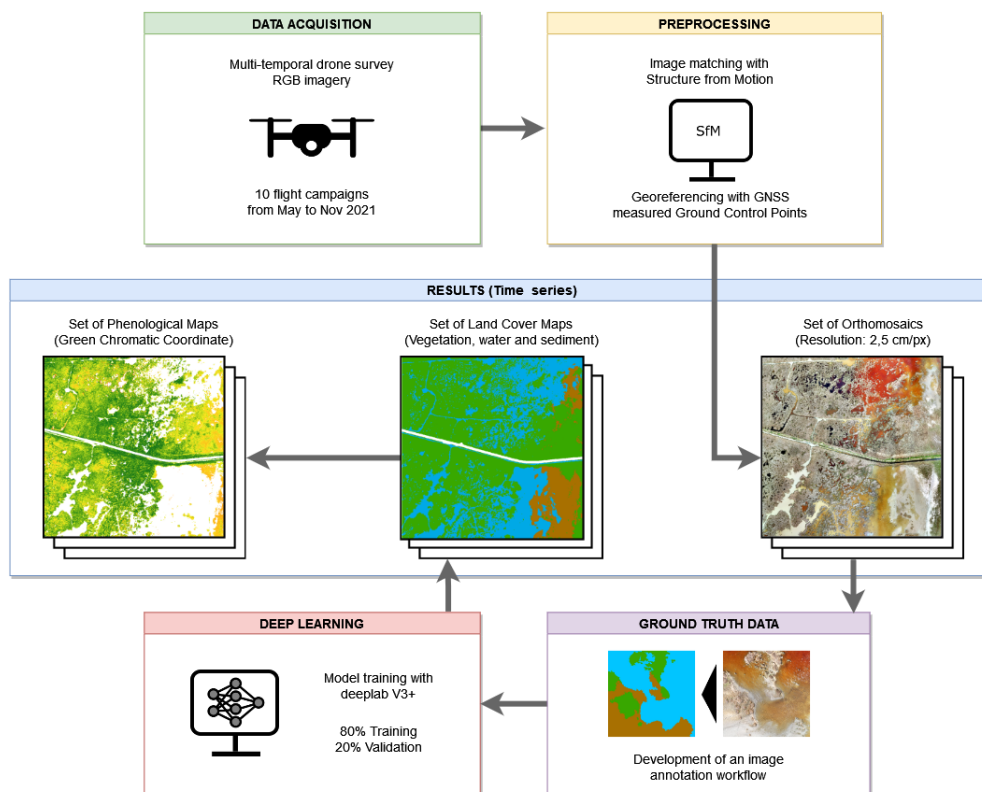 DATA ACQUISITION
Multi-temporal drone survey
RGB imagery
10 flight campaigns
from May to Nov 2021
PREPROCESSING
Image matching with
Structure from Motion
SfM
Georeferencing with GNSS
measured Ground Control Points
RESULTS (Time series)
Set of Phenological Maps
(Green Chromatic Coordinate)
Set of Land Cover Maps
(Vegetation, water and sediment)
Set of Orthomosaics
(Resolution: 2,5 cm/px)
DEEP LEARNING
Model training with
deeplab V3+
80% Training
20% Validation
GROUND TRUTH DATA
Development of an image
annotation workflow